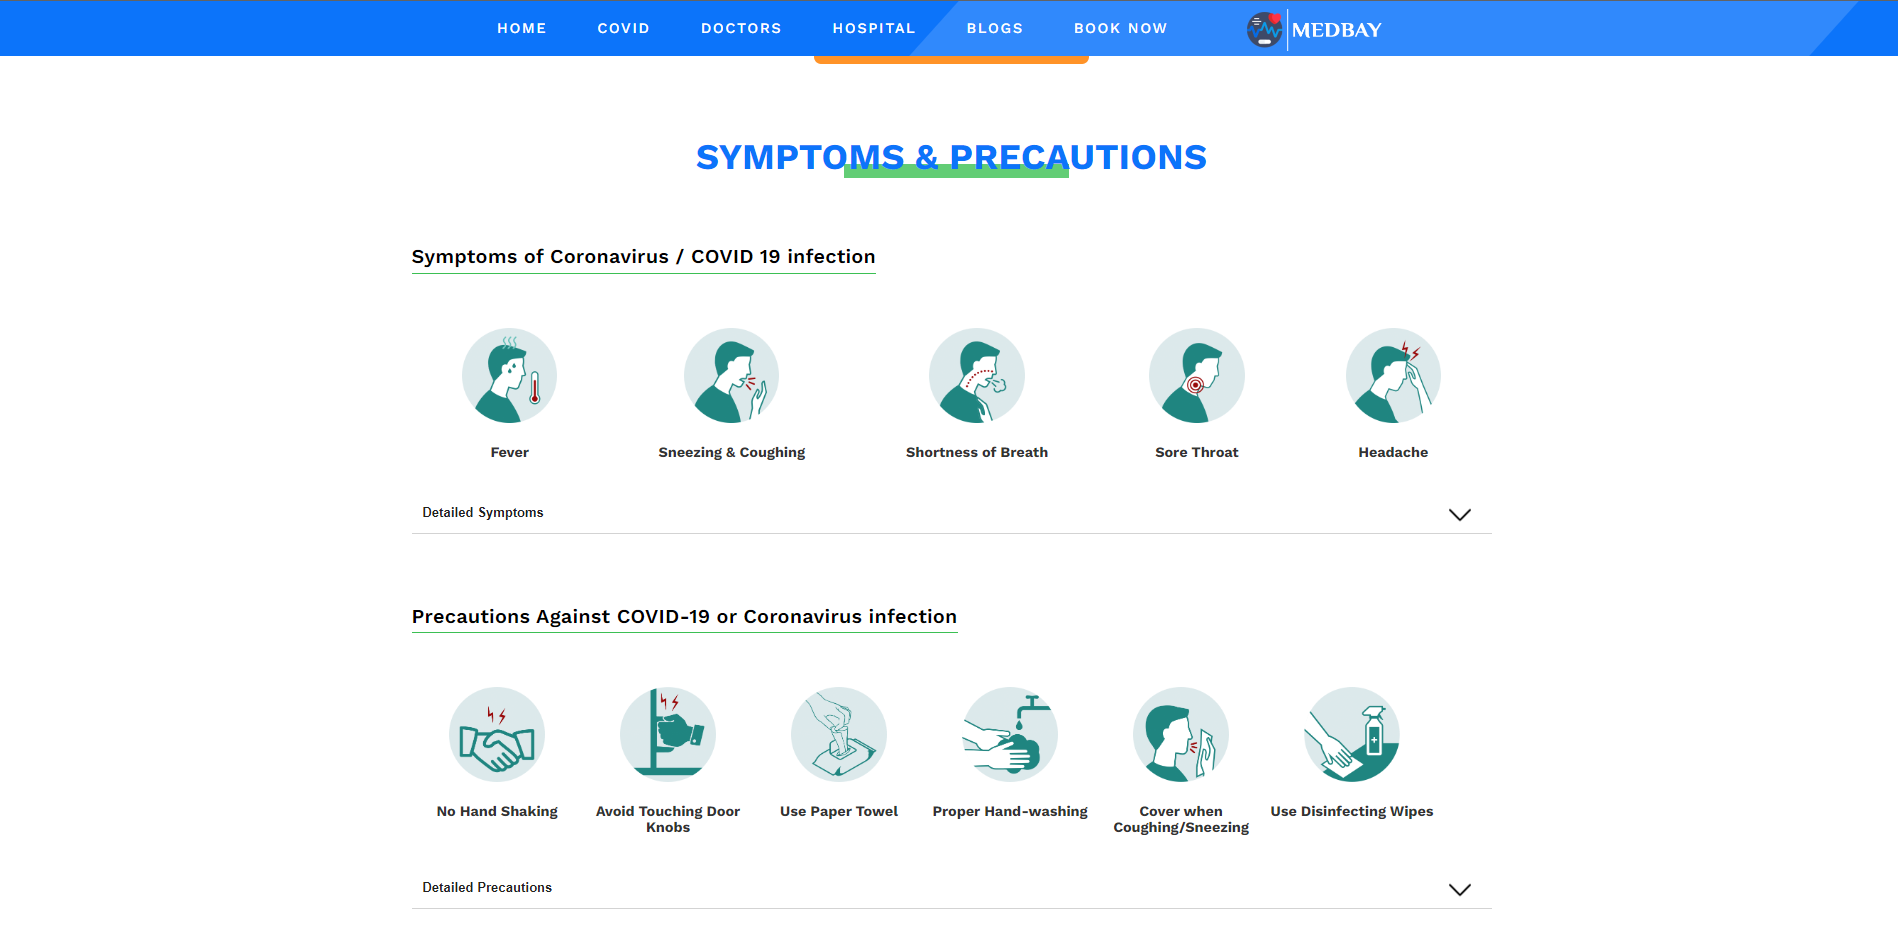 HOME COVID DOCTORS HOSPITAL BLOGS BOOK NOW MEDBAY
SYMPTOMS & PRECAUTIONS
Symptoms of Coronavirus / COVID 19 infection
Fever Sneezing & Coughing Shortness of Breath Sore Throat Headache
Detailed Symptoms
Precautions Against COVID-19 or Coronavirus infection
No Hand Shaking
Avoid Touching Door
Knobs
Use Paper Towel
Proper Hand-washing
Cover when
Coughing/Sneezing
Use Disinfecting Wipes
Detailed Precautions